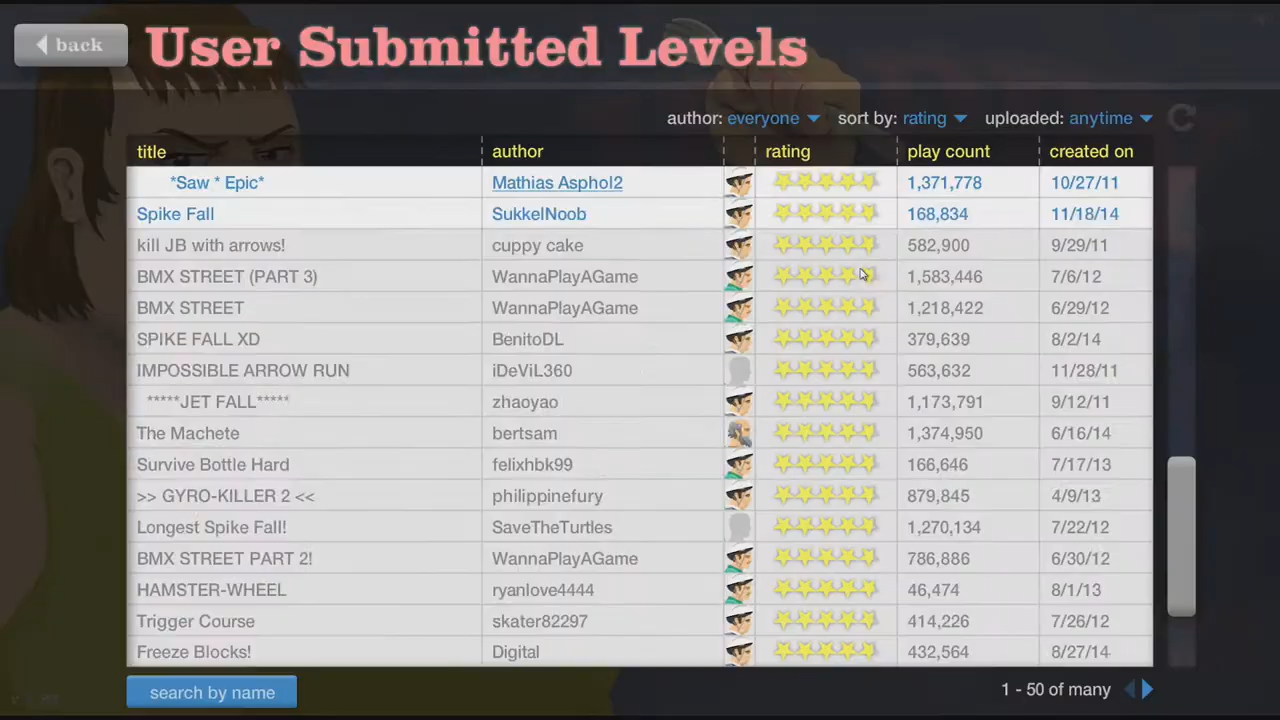 back
User Submitted Levels
author: everyone sort by: rating uploaded: anytime
title author rating play count created on
*Saw * Epic* Mathias Asphol2 1,371,778 10/27/11
Spike Fall SukkelNoob 168,834 11/18/14
kill JB with arrows! cuppy cake 582,900 9/29/11
BMX STREET (PART 3) WannaPlayAGame 1,583,446 7/6/12
BMX STREET WannaPlayAGame 1,218,422 6/29/12
SPIKE FALL XD BenitoDL 379,639 8/2/14
IMPOSSIBLE ARROW RUN iDeViL360 563,632 11/28/11
*****JET FALL***** zhaoyao 1,173,791 9/12/11
The Machete bertsam 1,374,950 6/16/14
Survive Bottle Hard felixhbk99 166,646 7/17/13
>> GYRO-KILLER 2 << philippinefury 879,845 4/9/13
Longest Spike Fall! SaveTheTurtles 1,270,134 7/22/12
BMX STREET PART 2! WannaPlayAGame 786,886 6/30/12
HAMSTER-WHEEL ryanlove4444 46,474 8/1/13
Trigger Course skater82297 414,226 7/26/12
Freeze Blocks! Digital 432,564 8/27/14
search by name 1 - 50 of many